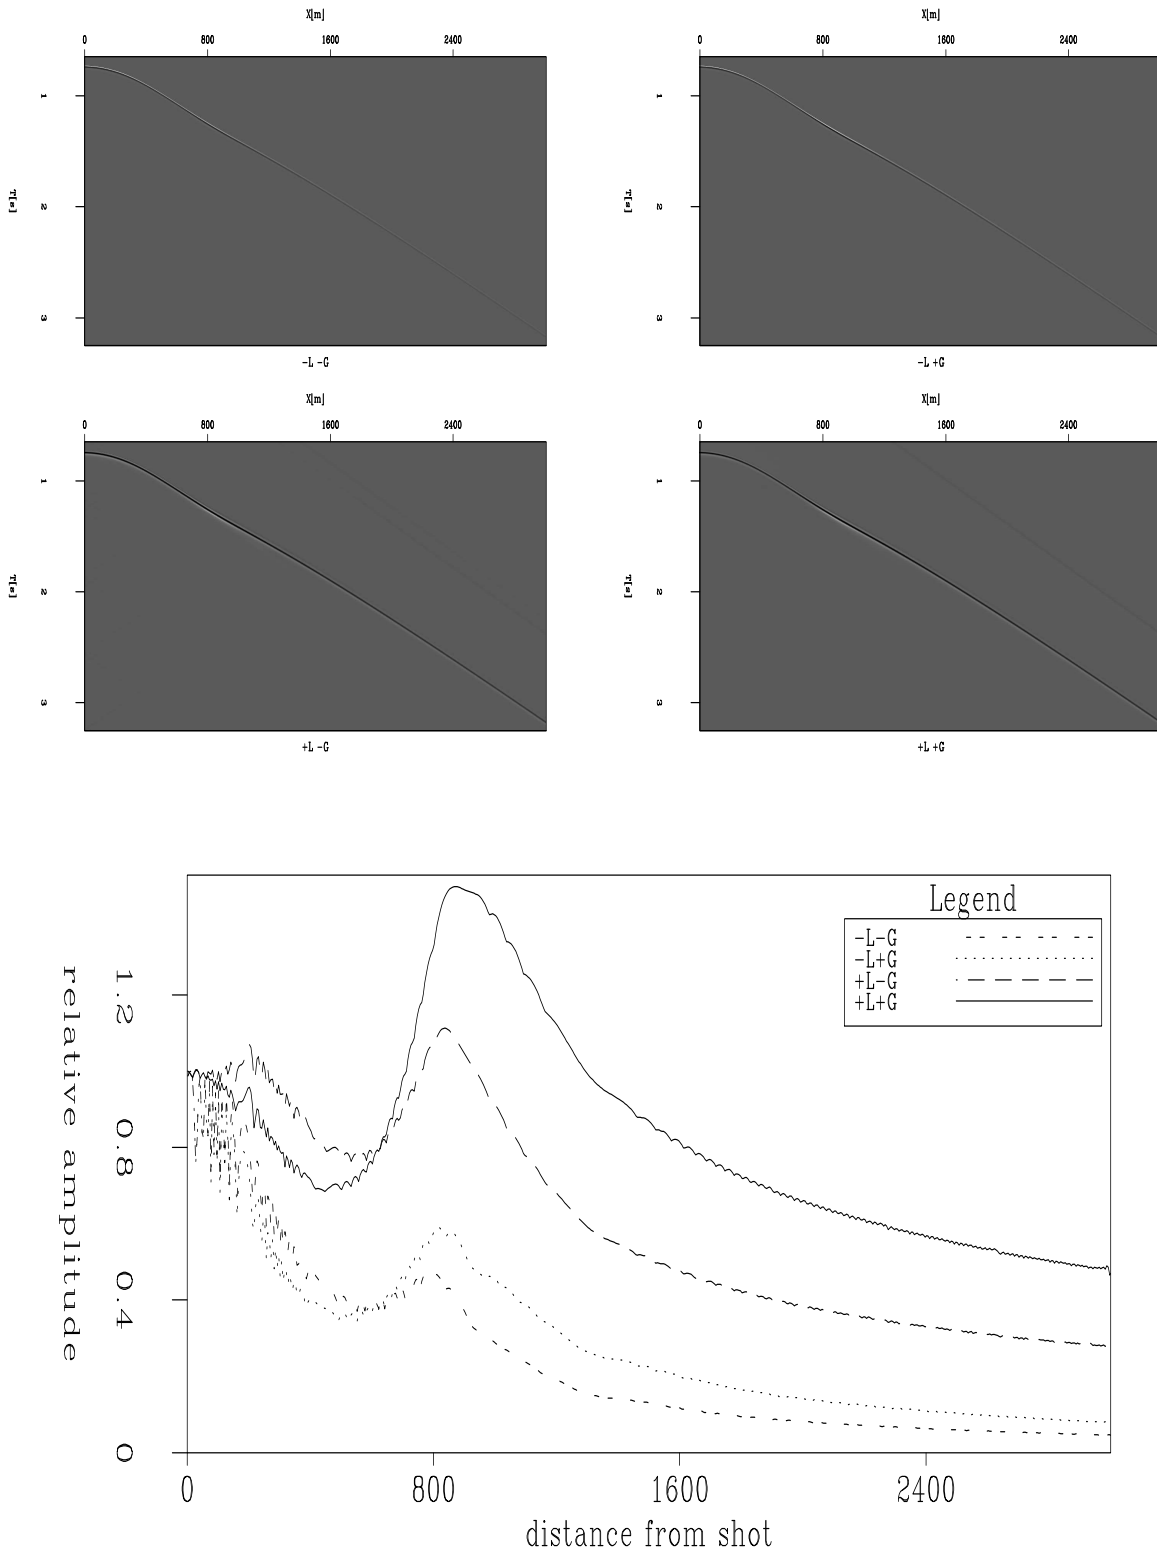 X[m] X[m]
0 800 1600 2400 0 800 1600 2400
T[s] 1 2 3 T[s] 1 2 3
-L -G -L +G
X[m] X[m]
0 800 1600 2400 0 800 1600 2400
T[s] 1 2 3 T[s] 1 2 3
+L -G +L +G
Legend
-L-G
-L+G
+L-G
+L+G
relative amplitude
1.2
0.8
0.4
0
0 800 1600 2400
distance from shot